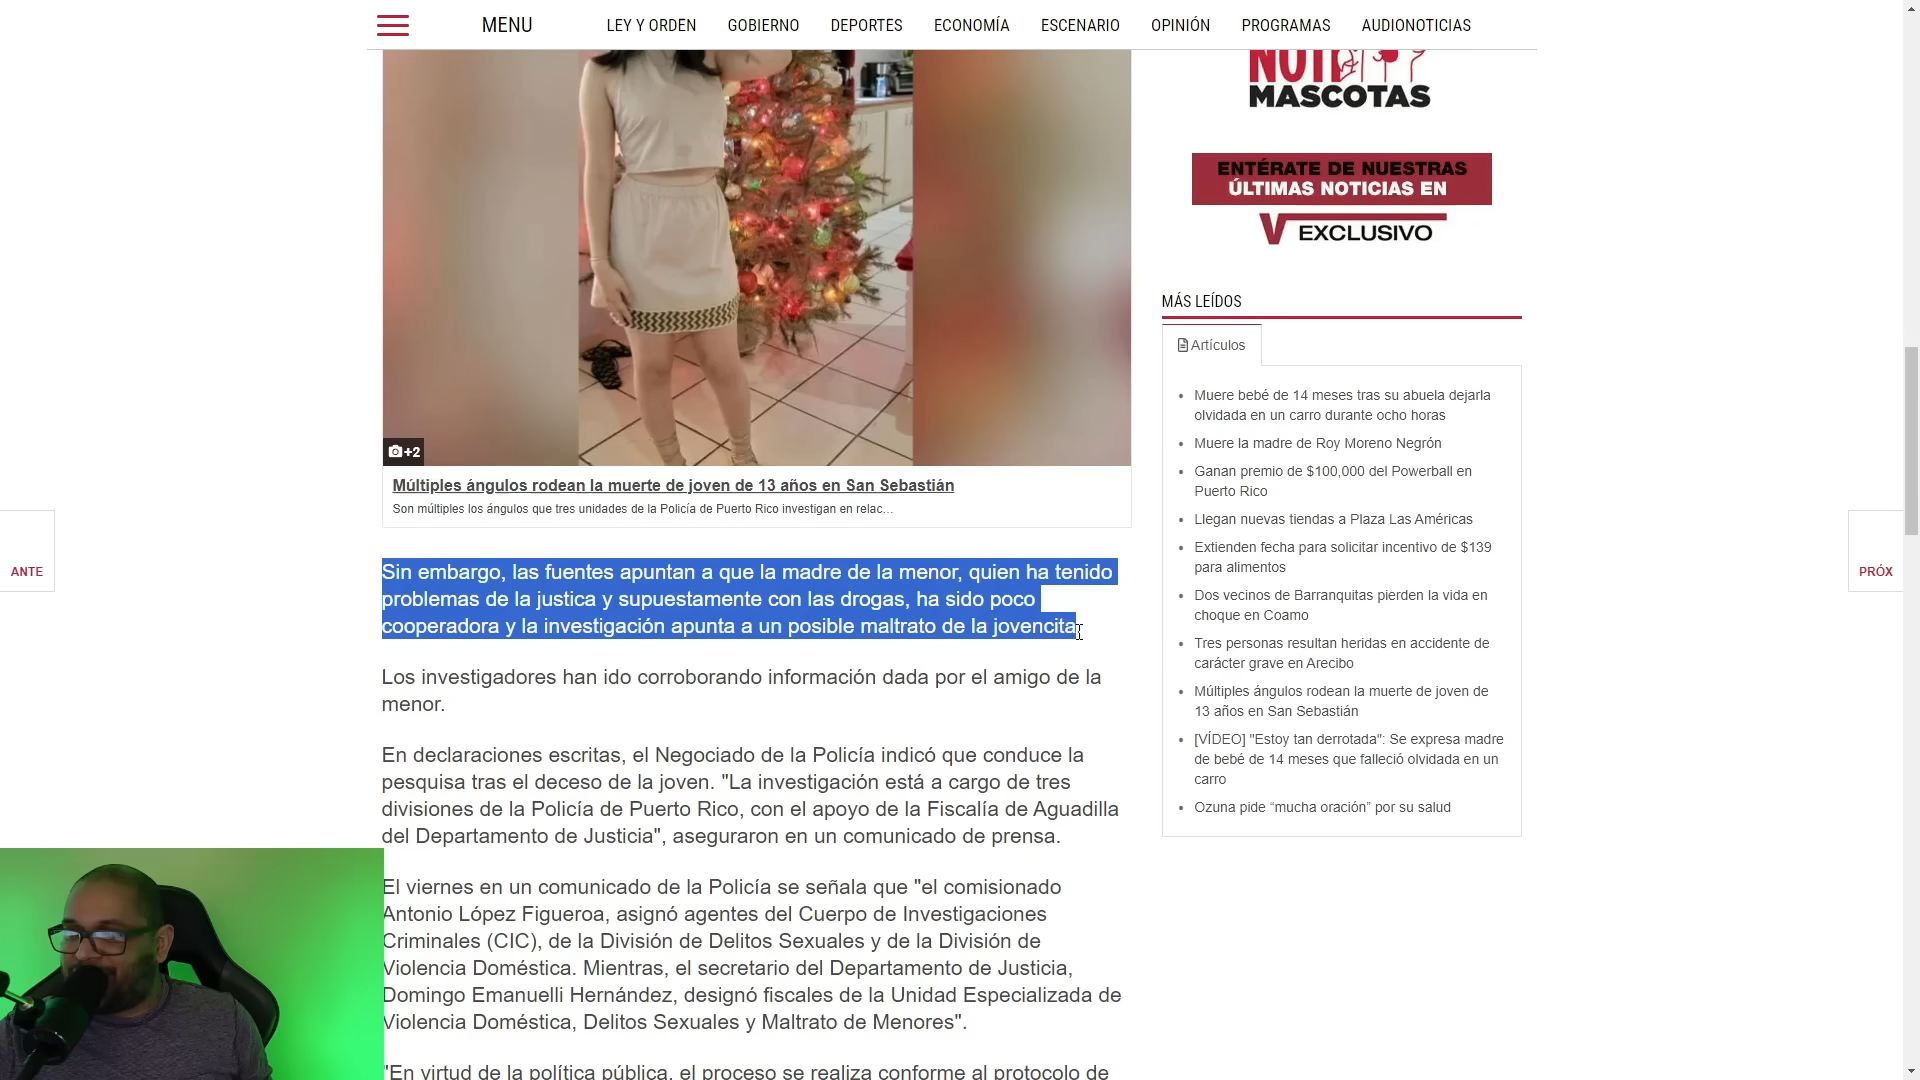 MENU
LEY Y ORDEN
GOBIERNO
DEPORTES
ECONOMÍA
ESCENARIO
OPINIÓN
PROGRAMAS
AUDIONOTICIAS
+2
Múltiples ángulos rodean la muerte de joven de 13 años en San Sebastián
Son múltiples los ángulos que tres unidades de la Policía de Puerto Rico investigan en relac...
Sin embargo, las fuentes apuntan a que la madre de la menor, quien ha tenido
problemas de la justica y supuestamente con las drogas, ha sido poco
cooperadora y la investigación apunta a un posible maltrato de la jovencita.
Los investigadores han ido corroborando información dada por el amigo de la
menor.
En declaraciones escritas, el Negociado de la Policía indicó que conduce la
pesquisa tras el deceso de la joven. "La investigación está a cargo de tres
divisiones de la Policía de Puerto Rico, con el apoyo de la Fiscalía de Aguadilla
del Departamento de Justicia", aseguraron en un comunicado de prensa.
El viernes en un comunicado de la Policía se señala que "el comisionado
Antonio López Figueroa, asignó agentes del Cuerpo de Investigaciones
Criminales (CIC), de la División de Delitos Sexuales y de la División de
Violencia Doméstica. Mientras, el secretario del Departamento de Justicia,
Domingo Emanuelli Hernández, designó fiscales de la Unidad Especializada de
Violencia Doméstica, Delitos Sexuales y Maltrato de Menores".
"En virtud de la política pública, el proceso se realiza conforme al protocolo de
NOTI
MASCOTAS
ENTÉRATE DE NUESTRAS
ÚLTIMAS NOTICIAS EN
V EXCLUSIVO
MÁS LEÍDOS
Artículos
Muere bebé de 14 meses tras su abuela dejarla
olvidada en un carro durante ocho horas
Muere la madre de Roy Moreno Negrón
Ganan premio de $100,000 del Powerball en
Puerto Rico
Llegan nuevas tiendas a Plaza Las Américas
Extienden fecha para solicitar incentivo de $139
para alimentos
Dos vecinos de Barranquitas pierden la vida en
choque en Coamo
Tres personas resultan heridas en accidente de
carácter grave en Arecibo
Múltiples ángulos rodean la muerte de joven de
13 años en San Sebastián
[VÍDEO] "Estoy tan derrotada": Se expresa madre
de bebé de 14 meses que falleció olvidada en un
carro
Ozuna pide “mucha oración” por su salud
ANTE
PRÓX